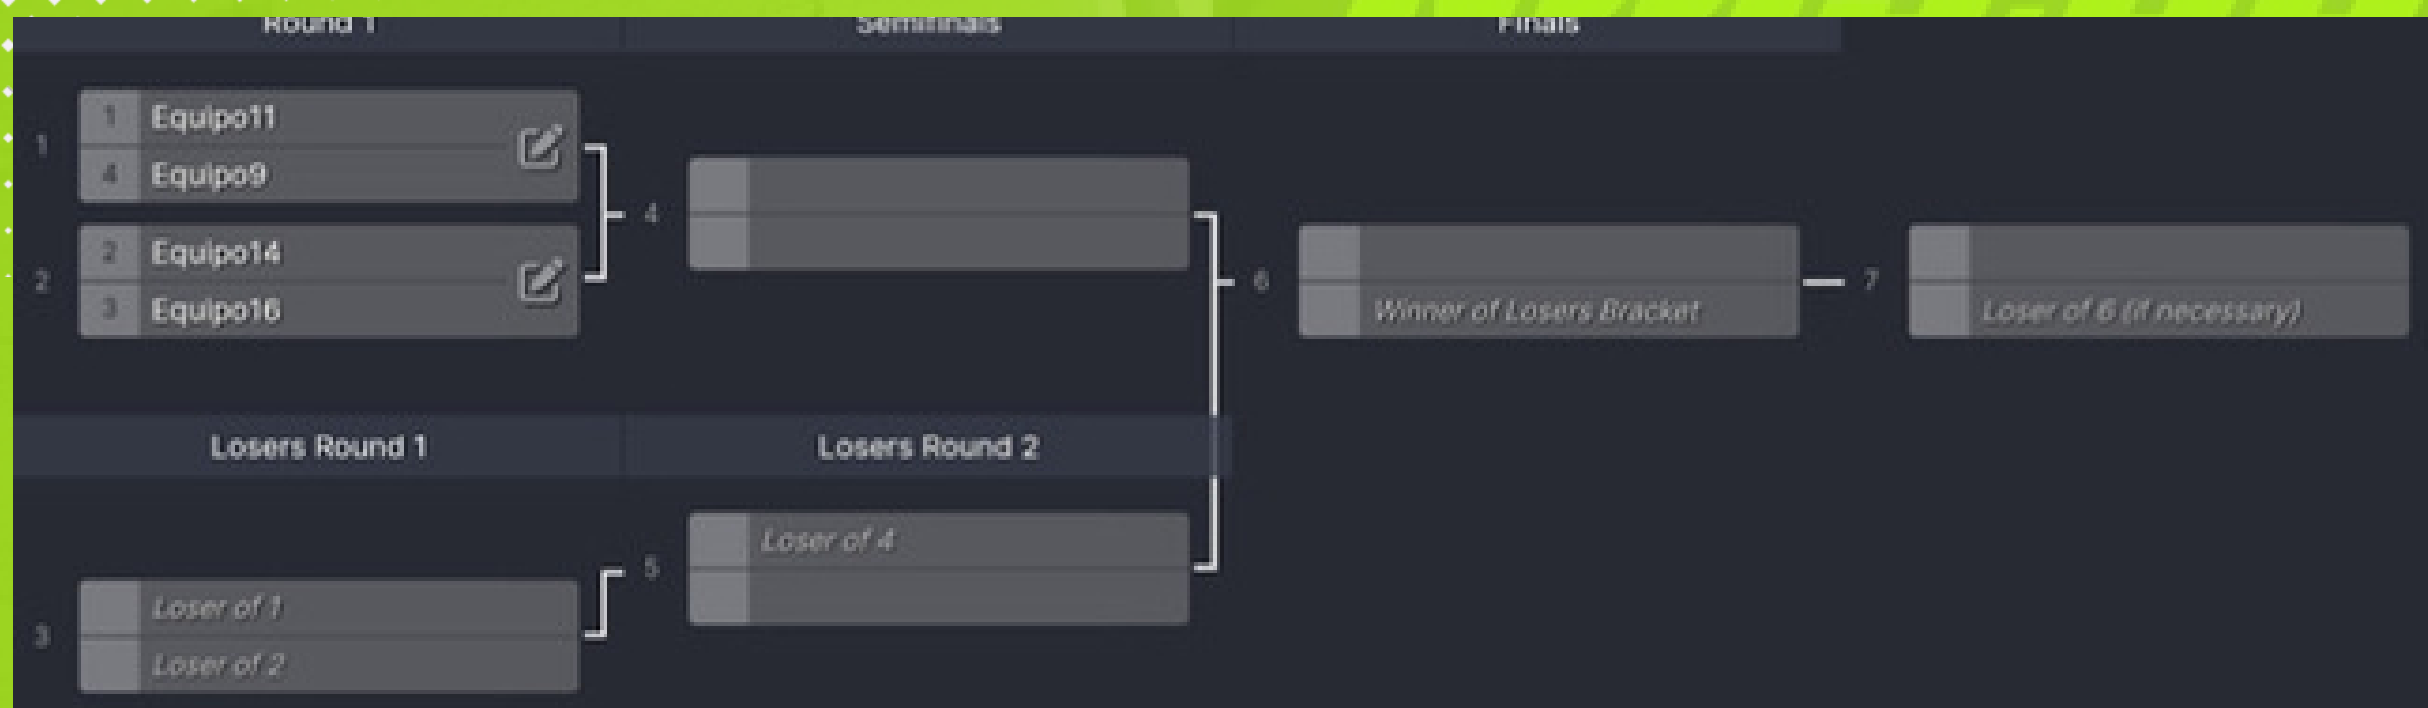 Round 1 Semifinals Finals
1 Equipo11
1
4 Equipo9
4
2 Equipo14
2
3 Equipo16
6
Winner of Losers Bracket
7
Loser of 6 (if necessary)
Losers Round 1 Losers Round 2
Loser of 4
5
Loser of 1
3
Loser of 2